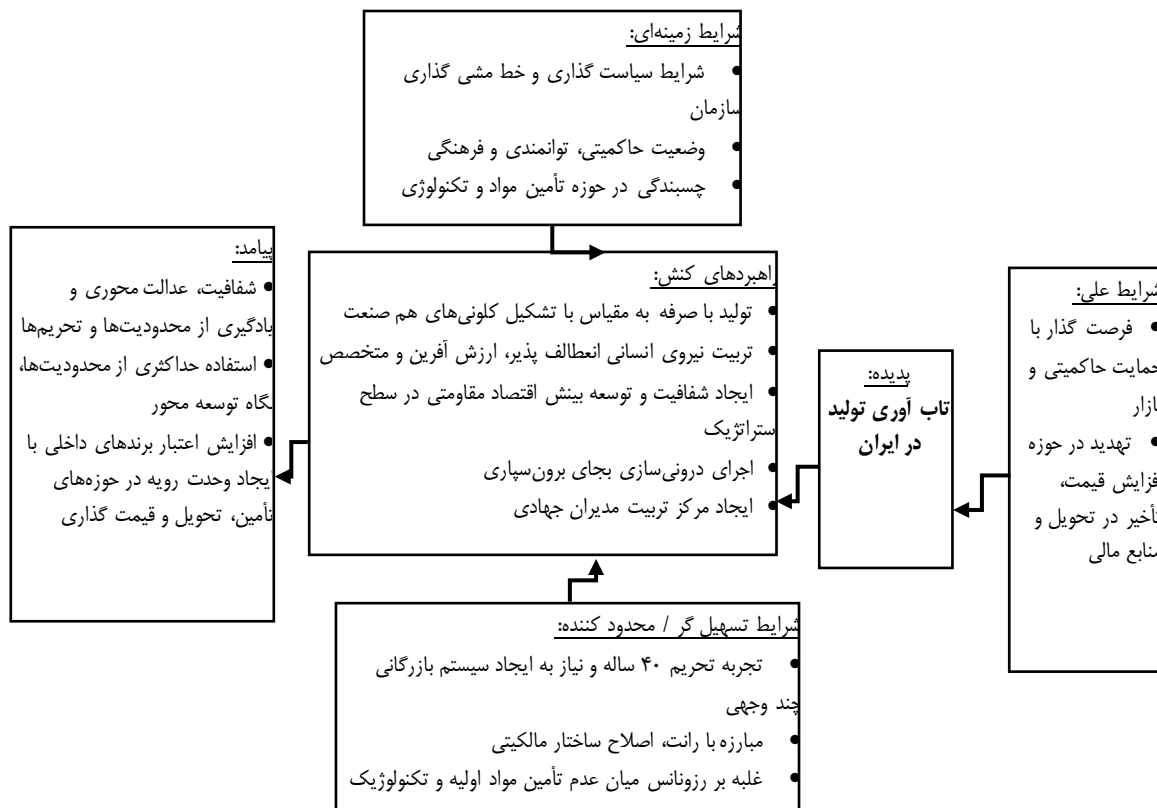 شرایط زمینه‌ای:
• شرایط سیاست گذاری و خط مشی گذاری
سازمان
• وضعیت حاکمیتی، توانمندی و فرهنگی
• چسبندگی در حوزه تأمین مواد و تکنولوژی
شرایط علی:
• فرصت گذار با
حمایت حاکمیتی و
بازار
• تهدید در حوزه
افزایش قیمت،
تأخیر در تحویل و
منابع مالی
پدیده:
تاب آوری تولید
در ایران
راهبردهای کنش:
• تولید با صرفه به مقیاس با تشکیل کلونی‌های هم صنعت
• تربیت نیروی انسانی انعطالف پذیر، ارزش آفرین و متخصص
• ایجاد شفافیت و توسعه بینش اقتصاد مقاومتی در سطح
ستراتژیک
• اجرای درونی‌سازی بجای برون‌سپاری
• ایجاد مرکز تربیت مدیران جهادی
پیامد:
• شفافیت، عدالت محوری و
یادگیری از محدودیت‌ها و تحریم‌ها
• استفاده حداکثری از محدودیت‌ها،
نگاه توسعه محور
• افزایش اعتبار برندهای داخلی با
ایجاد وحدت رویه در حوزه‌های
تأمین، تحویل و قیمت گذاری
شرایط تسهیل گر / محدود کننده:
• تجربه تحریم ۴۰ ساله و نیاز به ایجاد سیستم بازرگانی
چند وجهی
• مبارزه با رانت، اصلاح ساختار مالکیتی
• غلبه بر رزونانس میان عدم تأمین مواد اولیه و تکنولوژیک